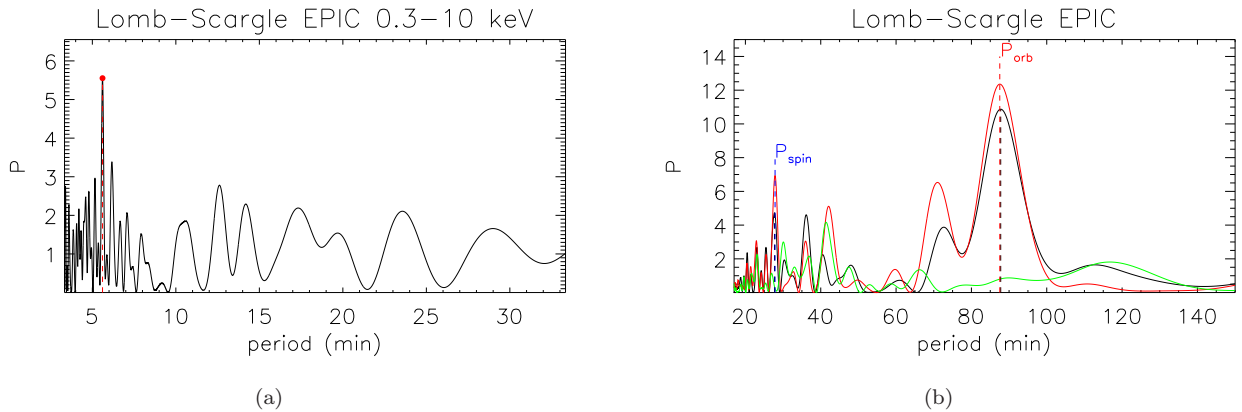 Lomb−Scargle EPIC 0.3−10 keV
6
5
4
3
2
1
P
5 10 15 20 25 30
period (min)
(a)
Lomb−Scargle EPIC
14
12
10
8
6
4
2
P
P_orb
P_spin
20 40 60 80 100 120 140
period (min)
(b)